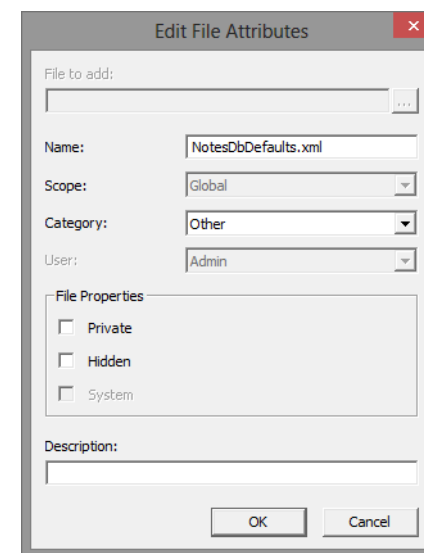 Edit File Attributes
File to add:
...
Name: NotesDbDefaults.xml
Scope: Global
Category: Other
User: Admin
File Properties
Private
Hidden
System
Description:
OK Cancel